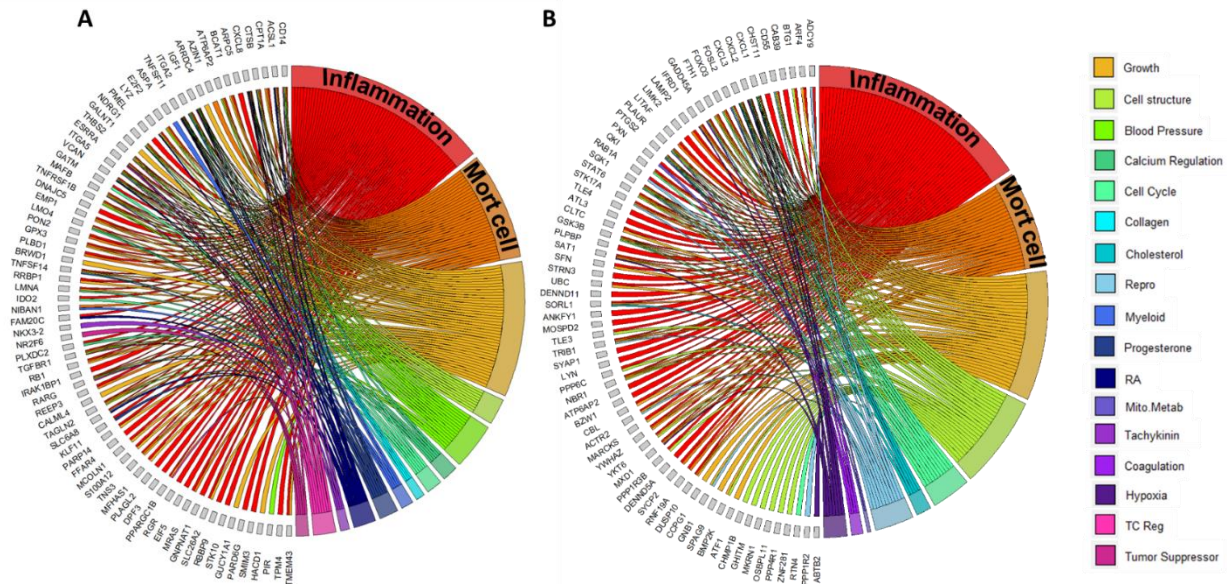 A
CD14
ACSL1
CPT1A
CTSB
CXCL8
ARPC5
BCAT1
ATP6AP2
AZIN1
ARRDC4
IGF1
ITGA2
TNFSF11
ASPA
E2F2
LYZ
PMEL
NDRG1
GALNT1
THBS2
ESRRA
ITGA5
VCAN
GATM
MAFB
TNFRSF1B
DNAJC5
EMP1
LMO4
PON2
GPX3
PLBD1
BRWD1
TNFSF14
RRBP1
LMNA
IDO2
NIBAN1
FAM20C
NKX3-2
NR2F6
PLXDC2
TGFBR1
RB1
IRAK1BP1
RARG
REEP3
CALML4
TAGLN2
SLC6A8
KLF11
PARP14
FFAR4
MCOLN1
S100A12
TNS3
MFHAS1
PLAGL2
DPF3
PPARGC1B
RGR
EIF5
MRAS
GNPNAT1
SLC26A2
RBBP9
STK10
GUCY1A1
PARD6G
SMIM3
HACD1
PIR
TPM4
TMEM43
Inflammation
Mort cell
B
ADCY9
ARF4
BTG1
CAB39
CD55
CHST11
CXCL1
CXCL2
CXCL3
FOSL2
FOXO3
FTH1
GADD45A
IFRD1
LAMP2
LIMK2
LITAF
PLAUR
PTGS2
PXN
QKI
RAB1A
SGK1
STAT6
STK17A
TLE4
ATL3
CLTC
GSK3B
PLPBP
SAT1
SFN
STRN3
UBC
DENND11
SORL1
ANKFY1
MOSPD2
TLE3
TRIB1
SYAP1
LYN
PPP6C
NBR1
ATP6AP2
BZW1
CBL
ACTR2
MARCKS
YWHAZ
YKT6
MXD1
PPP1R3B
DENND5A
SYCP2
RNF19A
DUSP10
CCPG1
GNB1
SPAG9
BMP2K
ATF1
CHMP1B
GHITM
MKRN1
OSBPL11
PPP4R1
ZNF281
RTN4
PPP1R2
ABTB2
Inflammation
Mort cell
Growth
Cell structure
Blood Pressure
Calcium Regulation
Cell Cycle
Collagen
Cholesterol
Repro
Myeloid
Progesterone
RA
Mito.Metab
Tachykinin
Coagulation
Hypoxia
TC Reg
Tumor Suppressor